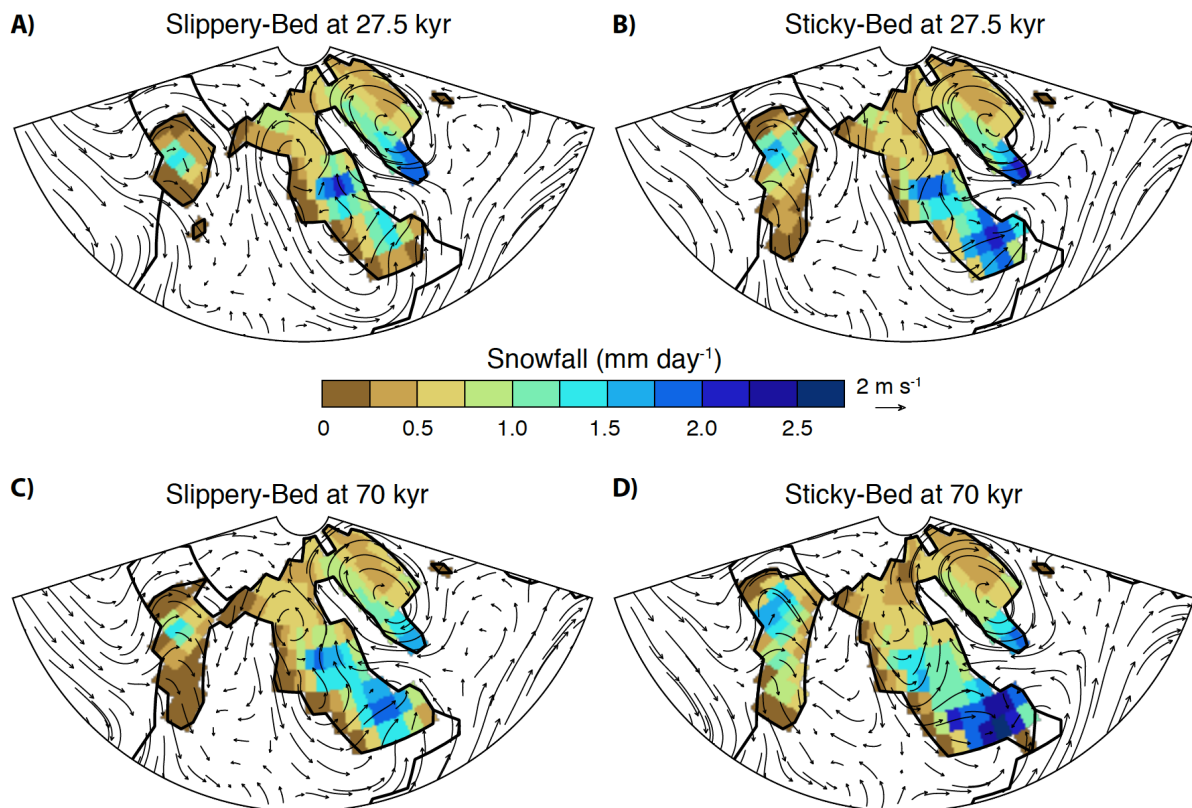 A)
Slippery-Bed at 27.5 kyr
B)
Sticky-Bed at 27.5 kyr
Snowfall (mm day⁻¹)
2 m s⁻¹
0 0.5 1.0 1.5 2.0 2.5
C)
Slippery-Bed at 70 kyr
D)
Sticky-Bed at 70 kyr